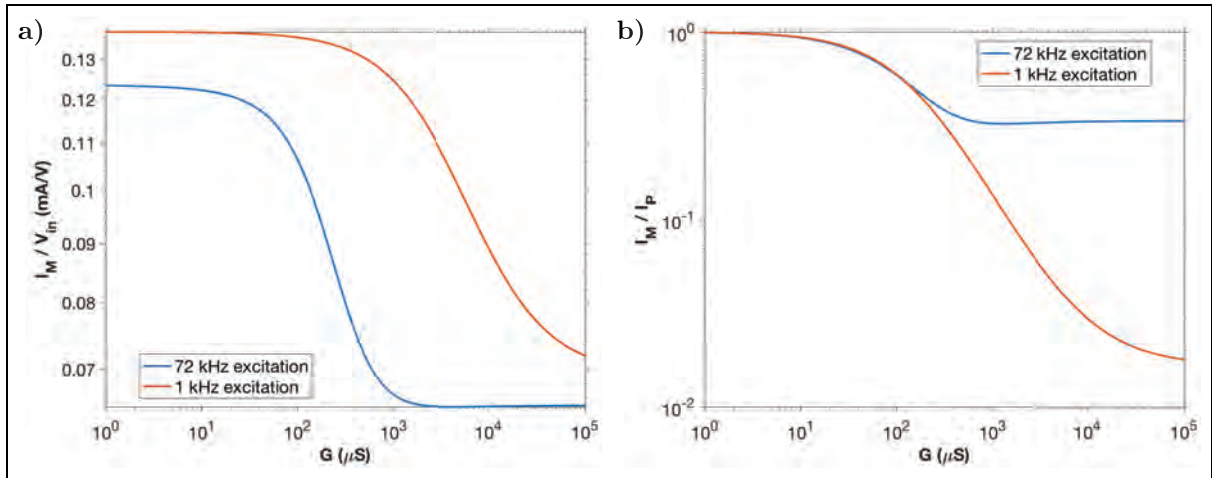 a)
0.13
0.12
0.11
0.1
0.09
0.08
0.07
I_M / V_in (mA/V)
72 kHz excitation
1 kHz excitation
10^0 10^1 10^2 10^3 10^4 10^5
G (μS)
b)
10^0
10^-1
10^-2
I_M / I_P
72 kHz excitation
1 kHz excitation
10^0 10^1 10^2 10^3 10^4 10^5
G (μS)